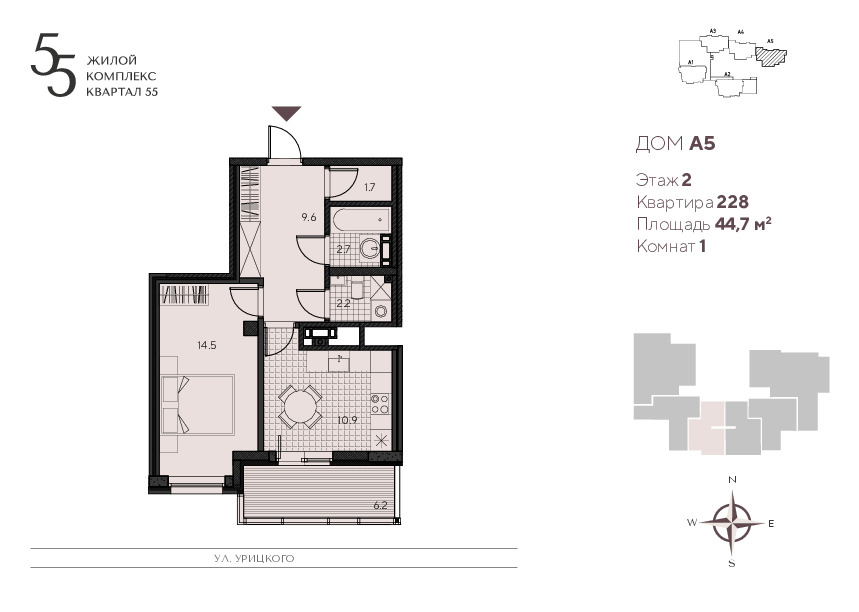 55
ЖИЛОЙ
КОМПЛЕКС
КВАРТАЛ 55
A3
A4
A5
A1
A2
ДОМ A5
Этаж 2
Квартира 228
Площадь 44,7 м²
Комнат 1
1.7
9.6
2.7
2.2
14.5
10.9
6.2
N
W
E
S
УЛ. УРИЦКОГО